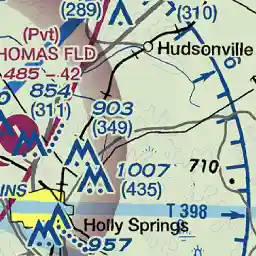 (289)
(310)
(Pvt)
Hudsonville
HOMAS FLD
485 - 42
854
(311)
903
(349)
1007
(435)
710
INS
T 398
Holly Springs
957